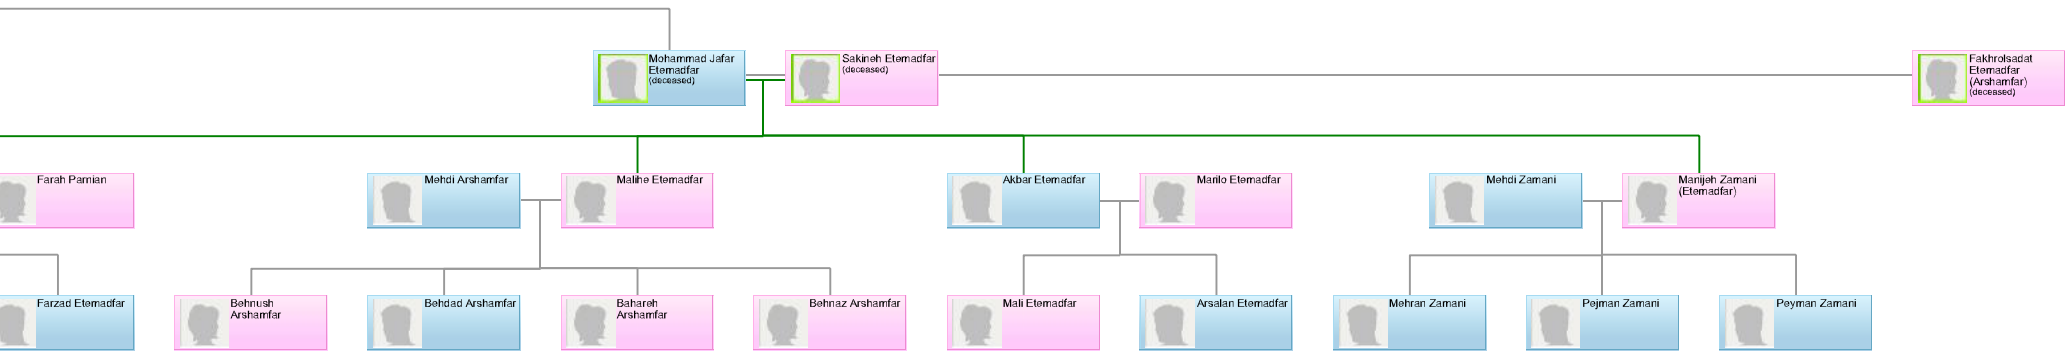 Mohammad Jafar
Etemadfar
(deceased)
Sakineh Etemadfar
(deceased)
Fakhrolsadat
Etemadfar
(Arshamfar)
(deceased)
Farah Parnian
Mehdi Arshamfar
Malihe Etemadfar
Akbar Etemadfar
Marilo Etemadfar
Mehdi Zamani
Manijeh Zamani
(Etemadfar)
Farzad Etemadfar
Behnush
Arshamfar
Behdad Arshamfar
Bahareh
Arshamfar
Behnaz Arshamfar
Mali Etemadfar
Arsalan Etemadfar
Mehran Zamani
Pejman Zamani
Peyman Zamani